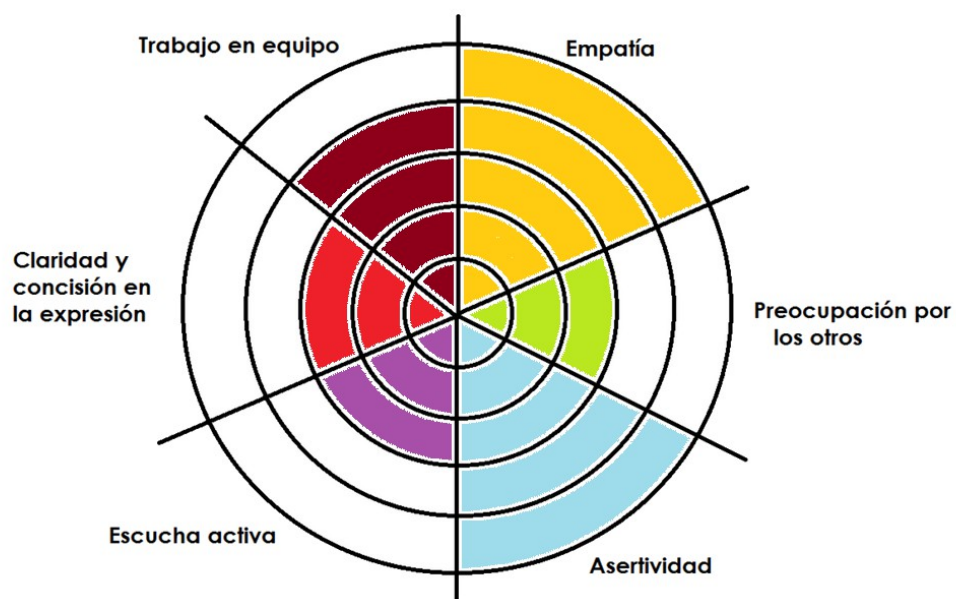 Trabajo en equipo
Empatía
Claridad y
concisión en
la expresión
Preocupación por
los otros
Escucha activa
Asertividad